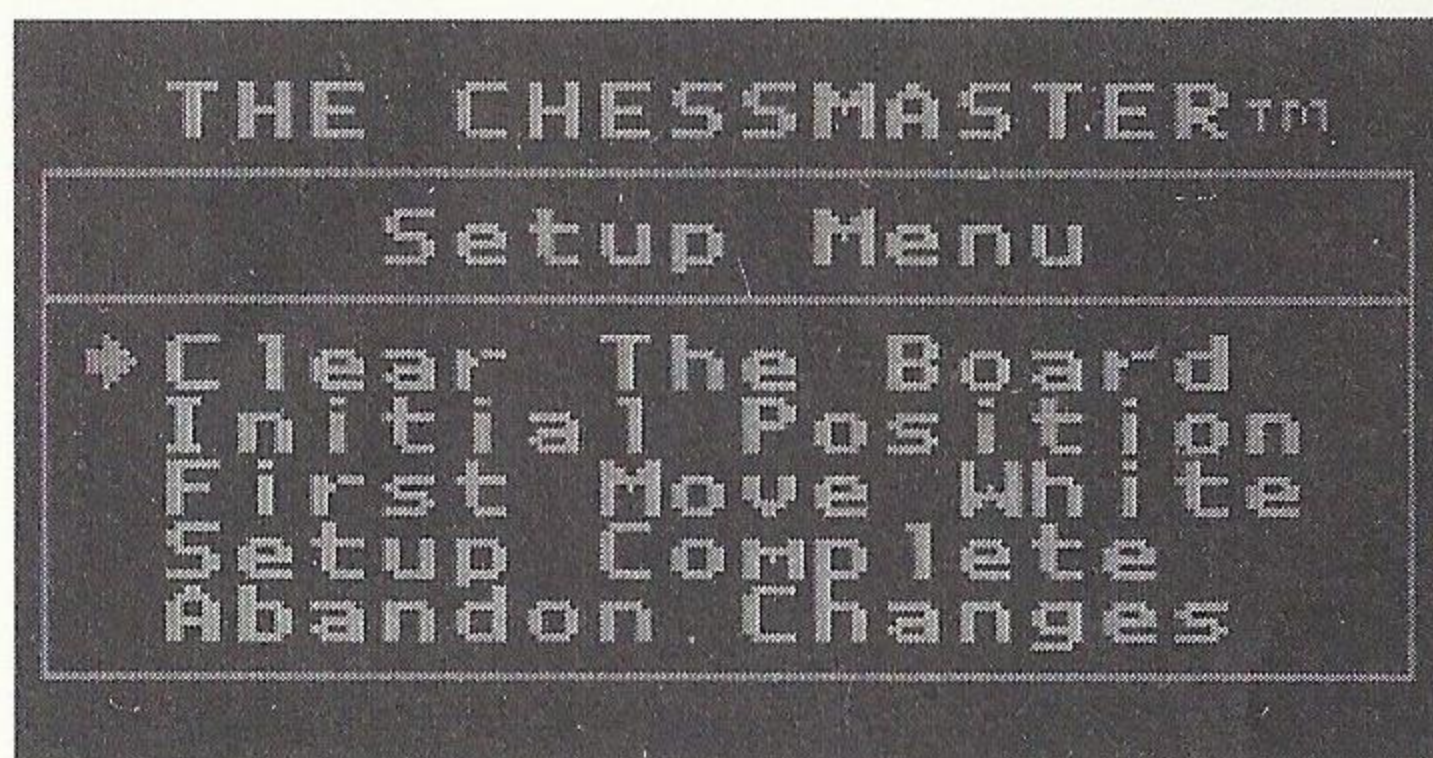 THE CHESSMASTER™
Setup Menu
Clear The Board
Initial Position
First Move White
Setup Complete
Abandon Changes